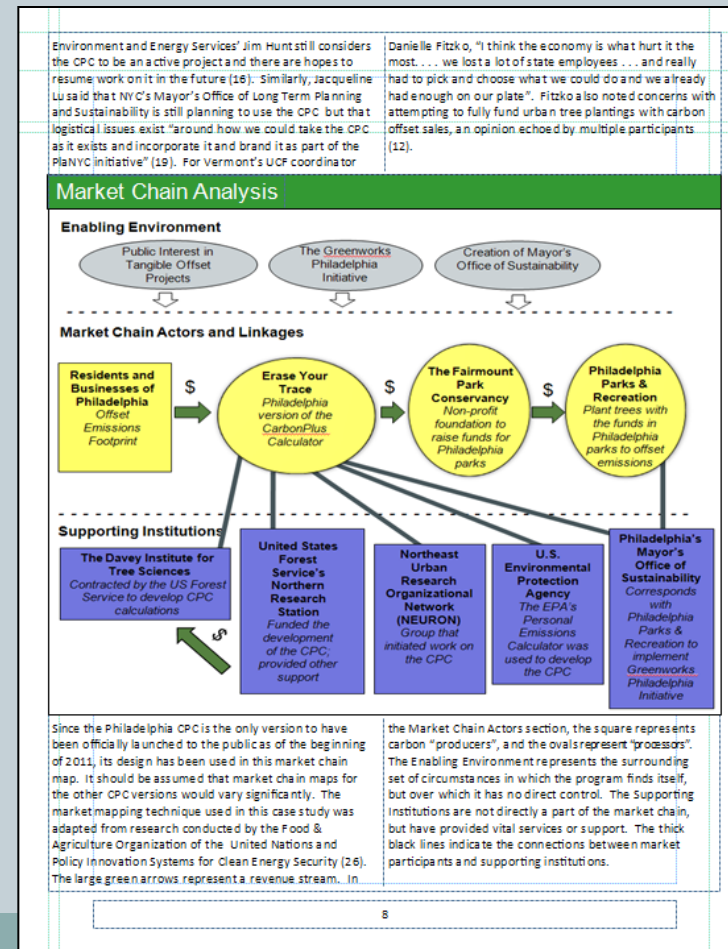 Environment and Energy Services' Jim Hunt still considers
the CPC to be an active project and there are hopes to
resume work on it in the future (16). Similarly, Jacqueline
Lu said that NYC's Mayor's Office of Long Term Planning
and Sustainability is still planning to use the CPC but that
logistical issues exist "around how we could take the CPC
as it exists and incorporate it and brand it as part of the
PlaNYC initiative" (19). For Vermont's UCF coordinator
Danielle Fitzko, "I think the economy is what hurt it the
most. . . . we lost a lot of state employees . . . and really
had to pick and choose what we could do and we already
had enough on our plate". Fitzko also noted concerns with
attempting to fully fund urban tree plantings with carbon
offset sales, an opinion echoed by multiple participants
(12).
Market Chain Analysis
Enabling Environment
Public Interest in
Tangible Offset
Projects
The Greenworks
Philadelphia
Initiative
Creation of Mayor's
Office of Sustainability
Market Chain Actors and Linkages
Residents and
Businesses of
Philadelphia
Offset
Emissions
Footprint
$
Erase Your
Trace
Philadelphia
version of the
CarbonPlus
Calculator
$
The Fairmount
Park
Conservancy
Non-profit
foundation to
raise funds for
Philadelphia
parks
$
Philadelphia
Parks &
Recreation
Plant trees with
the funds in
Philadelphia
parks to offset
emissions
Supporting Institutions
The Davey Institute for
Tree Sciences
Contracted by the US Forest
Service to develop CPC
calculations
$
United States
Forest
Service's
Northern
Research
Station
Funded the
development
of the CPC;
provided other
support
Northeast
Urban
Research
Organizational
Network
(NEURON)
Group that
initiated work on
the CPC
U.S.
Environmental
Protection
Agency
The EPA's
Personal
Emissions
Calculator was
used to develop
the CPC
Philadelphia's
Mayor's
Office of
Sustainability
Corresponds
with
Philadelphia
Parks &
Recreation to
implement
Greenworks
Philadelphia
Initiative
Since the Philadelphia CPC is the only version to have
been officially launched to the public as of the beginning
of 2011, its design has been used in this market chain
map. It should be assumed that market chain maps for
the other CPC versions would vary significantly. The
market mapping technique used in this case study was
adapted from research conducted by the Food &
Agriculture Organization of the United Nations and
Policy Innovation Systems for Clean Energy Security (26).
The large green arrows represent a revenue stream. In
the Market Chain Actors section, the square represents
carbon "producers", and the ovals represent "processors".
The Enabling Environment represents the surrounding
set of circumstances in which the program finds itself,
but over which it has no direct control. The Supporting
Institutions are not directly a part of the market chain,
but have provided vital services or support. The thick
black lines indicate the connections between market
participants and supporting institutions.
8